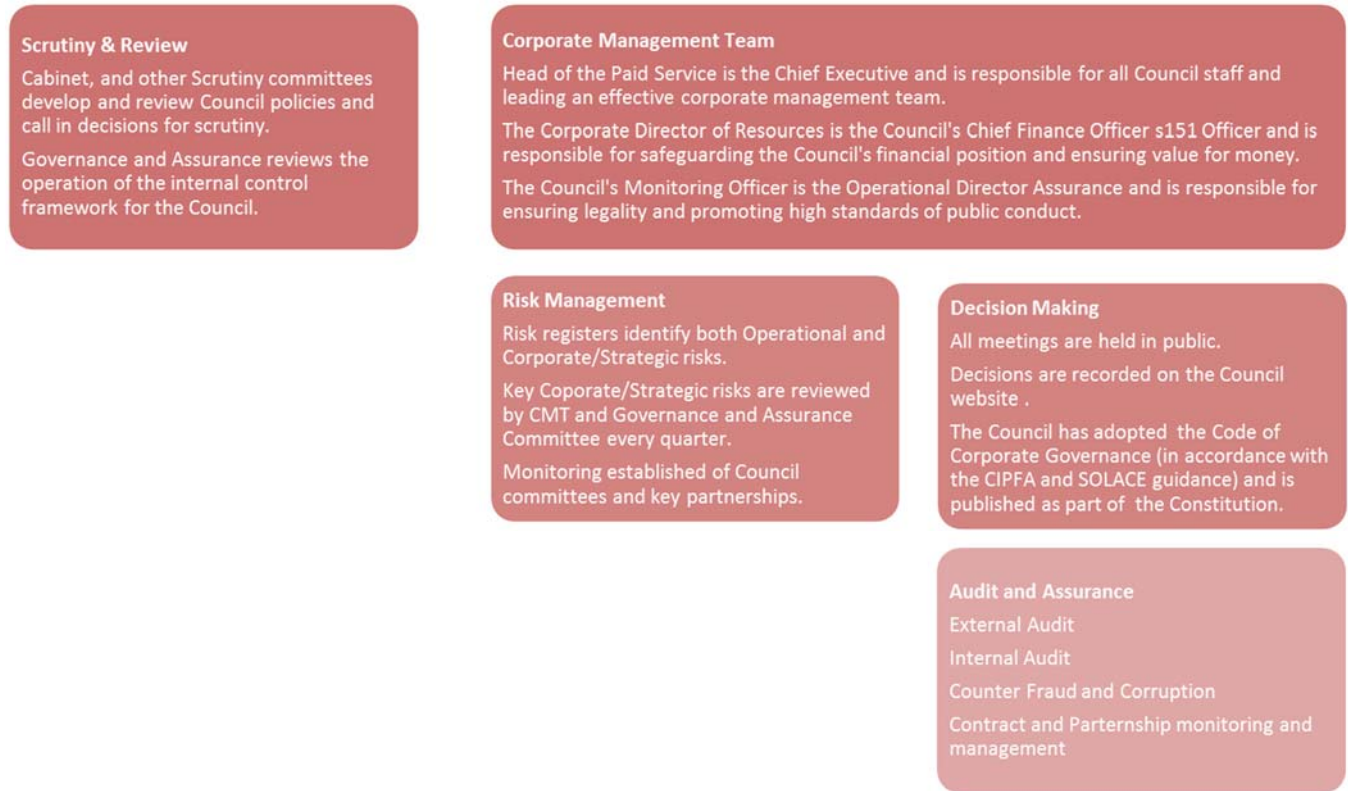 Scrutiny & Review
Cabinet, and other Scrutiny committees
develop and review Council policies and
call in decisions for scrutiny.
Governance and Assurance reviews the
operation of the internal control
framework for the Council.
Corporate Management Team
Head of the Paid Service is the Chief Executive and is responsible for all Council staff and
leading an effective corporate management team.
The Corporate Director of Resources is the Council's Chief Finance Officer s151 Officer and is
responsible for safeguarding the Council's financial position and ensuring value for money.
The Council's Monitoring Officer is the Operational Director Assurance and is responsible for
ensuring legality and promoting high standards of public conduct.
Risk Management
Risk registers identify both Operational and
Corporate/Strategic risks.
Key Coporate/Strategic risks are reviewed
by CMT and Governance and Assurance
Committee every quarter.
Monitoring established of Council
committees and key partnerships.
Decision Making
All meetings are held in public.
Decisions are recorded on the Council
website .
The Council has adopted the Code of
Corporate Governance (in accordance with
the CIPFA and SOLACE guidance) and is
published as part of the Constitution.
Audit and Assurance
External Audit
Internal Audit
Counter Fraud and Corruption
Contract and Parternship monitoring and
management